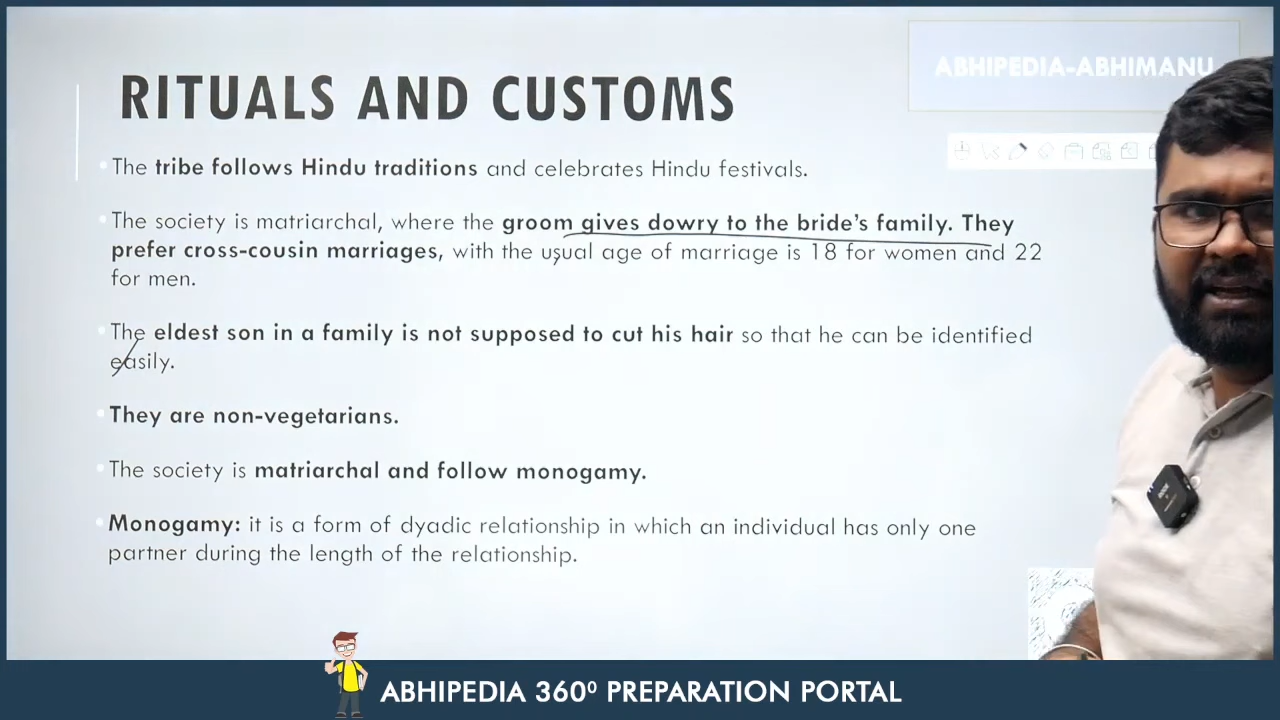 ABHIPEDIA-ABHIMANU
RITUALS AND CUSTOMS
The tribe follows Hindu traditions and celebrates Hindu festivals.
The society is matriarchal, where the groom gives dowry to the bride's family. They
prefer cross-cousin marriages, with the usual age of marriage is 18 for women and 22
for men.
The eldest son in a family is not supposed to cut his hair so that he can be identified
easily.
They are non-vegetarians.
The society is matriarchal and follow monogamy.
Monogamy: it is a form of dyadic relationship in which an individual has only one
partner during the length of the relationship.
ABHIPEDIA 360⁰ PREPARATION PORTAL